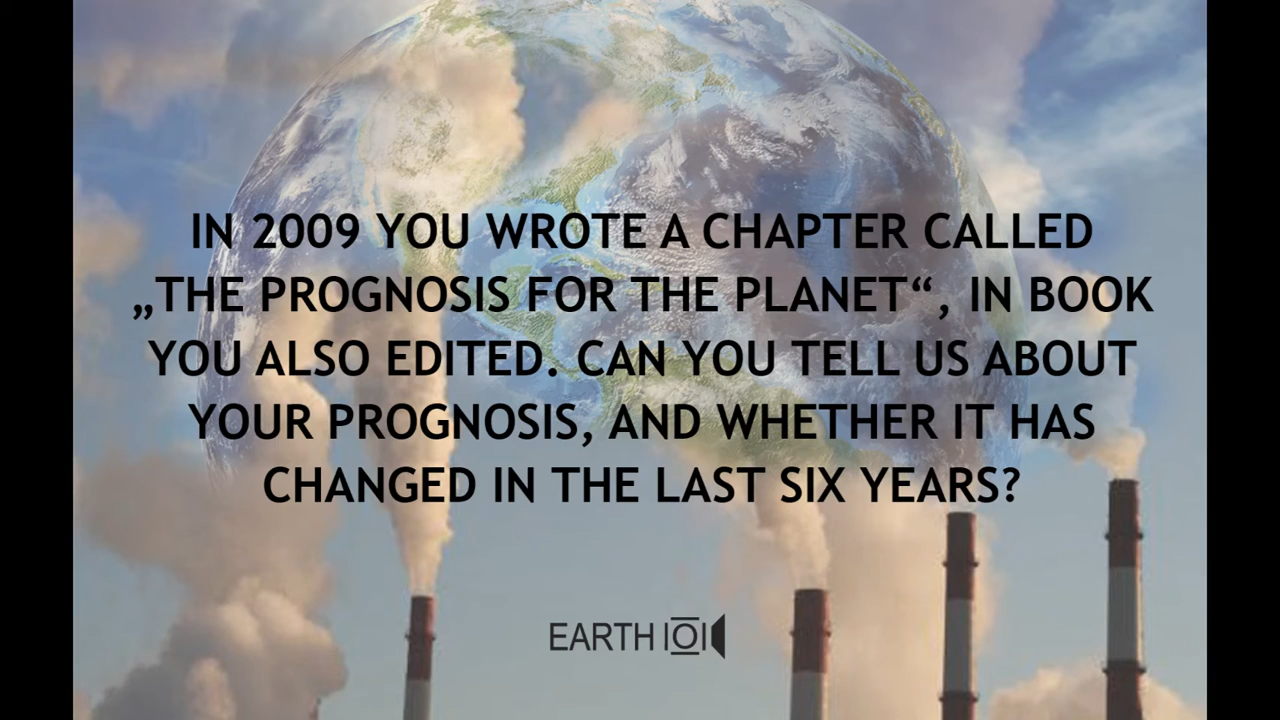 IN 2009 YOU WROTE A CHAPTER CALLED
„THE PROGNOSIS FOR THE PLANET“, IN BOOK
YOU ALSO EDITED. CAN YOU TELL US ABOUT
YOUR PROGNOSIS, AND WHETHER IT HAS
CHANGED IN THE LAST SIX YEARS?
EARTH 101